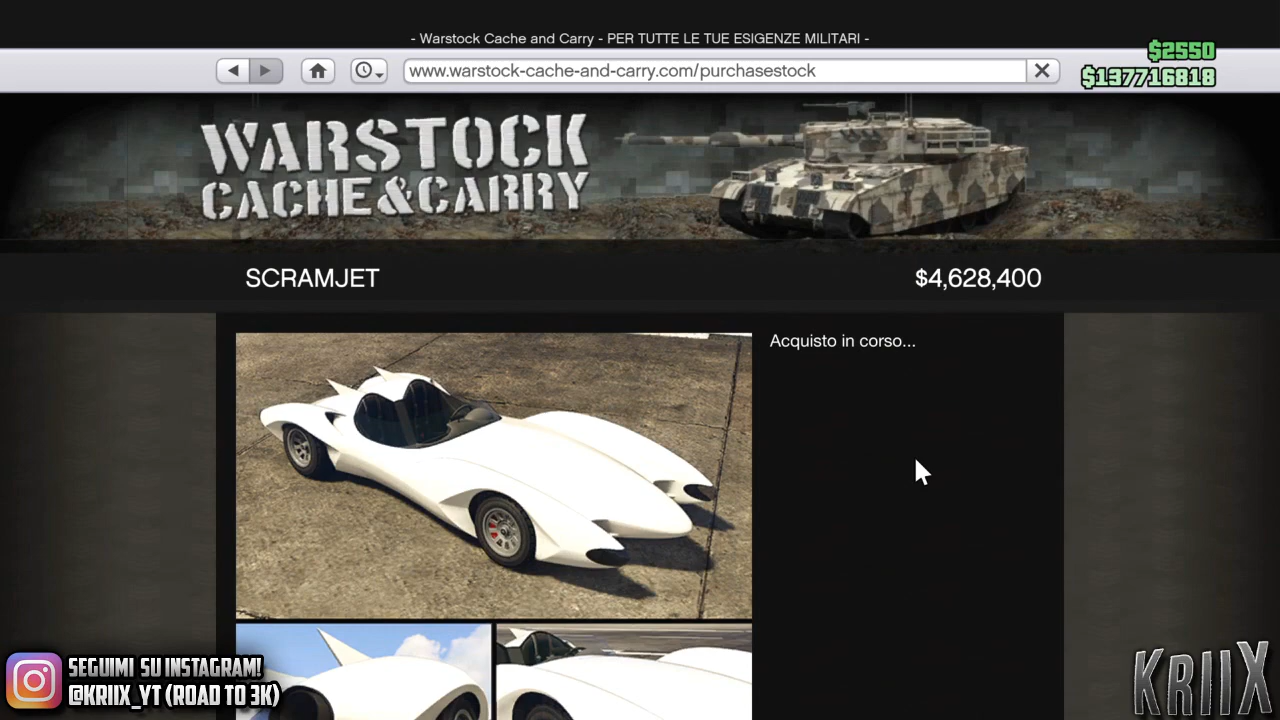 - Warstock Cache and Carry - PER TUTTE LE TUE ESIGENZE MILITARI -
$2550
www.warstock-cache-and-carry.com/purchasestock
$137716818
WARSTOCK
CACHE&CARRY
SCRAMJET
$4,628,400
Acquisto in corso...
SEGUIMI SU INSTAGRAM!
@KRIIX_YT (ROAD TO 3K)
KRIIX